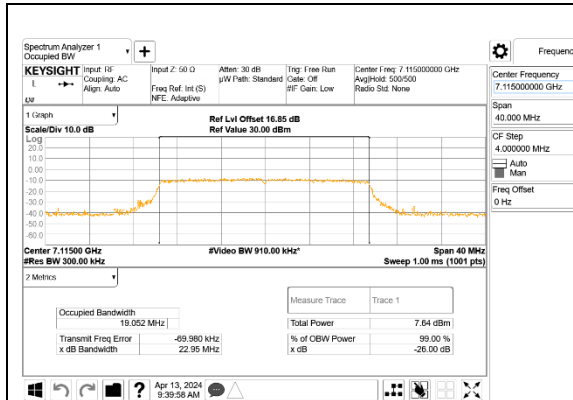 Spectrum Analyzer 1
Occupied BW
Frequenc
KEYSIGHT
Input: RF
Coupling: AC
Align: Auto
Input Z: 50 Ω
Freq Ref: Int (S)
NFE: Adaptive
Atten: 30 dB
µW Path: Standard
Trig: Free Run
Gate: Off
#IF Gain: Low
Center Freq: 7.115000000 GHz
Avg|Hold: 500/500
Radio Std: None
Center Frequency
7.115000000 GHz
Span
40.000 MHz
CF Step
4.000000 MHz
Auto
Man
Freq Offset
0 Hz
1 Graph
Scale/Div 10.0 dB
Ref Lvl Offset 16.85 dB
Ref Value 30.00 dBm
Log
20.0
10.0
0.00
-10.0
-20.0
-30.0
-40.0
-50.0
-60.0
Center 7.11500 GHz
#Video BW 910.00 kHz*
Span 40 MHz
#Res BW 300.00 kHz
Sweep 1.00 ms (1001 pts)
2 Metrics
Measure Trace
Trace 1
Occupied Bandwidth
19.052 MHz
Total Power
7.64 dBm
Transmit Freq Error
-69.980 kHz
% of OBW Power
99.00 %
x dB Bandwidth
22.95 MHz
x dB
-26.00 dB
?
Apr 13, 2024
9:39:58 AM